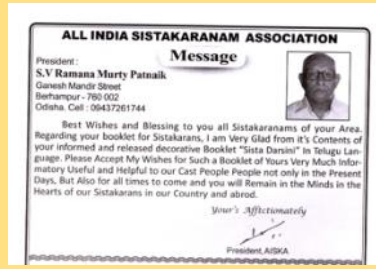 ALL INDIA SISTAKARANAM ASSOCIATION
Message
President :
S.V Ramana Murty Patnaik
Ganesh Mandir Street
Berhampur - 760 002
Odisha. Cell : 09437261744
Best Wishes and Blessing to you all Sistakaranams of your Area.
Regarding your booklet for Sistakarans, I am Very Glad from it's Contents of
your informed and released decorative Booklet "Sista Darsini" In Telugu Lan-
guage. Please Accept My Wishes for Such a Booklet of Yours Very Much Infor-
matory Useful and Helpful to our Cast People People not only in the Present
Days, But Also for all times to come and you will Remain in the Minds in the
Hearts of our Sistakarans in our Country and abrod.
Your's Affictionately
President,AISKA